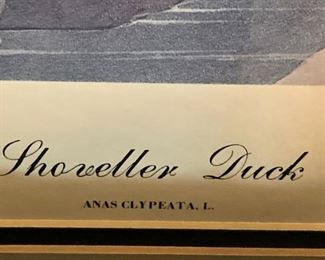 Shoveller Duck
ANAS CLYPEATA. L.